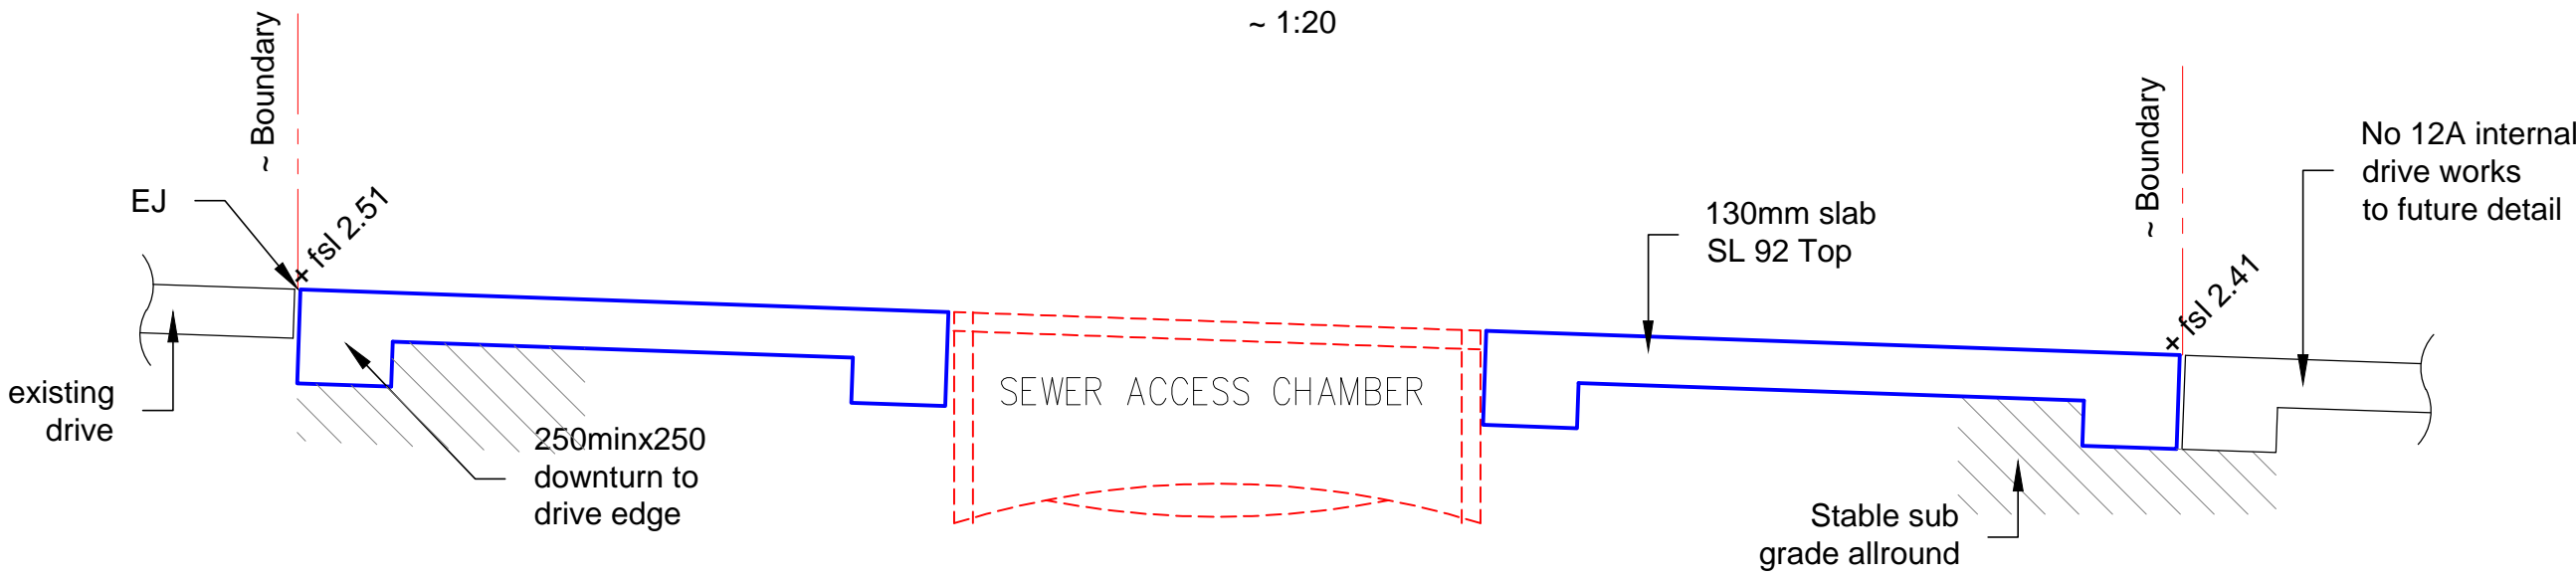 ~ 1:20
~ Boundary
EJ
+ fsl 2.51
existing
drive
250minx250
downturn to
drive edge
SEWER ACCESS CHAMBER
130mm slab
SL 92 Top
~ Boundary
× fsl 2.41
No 12A internal
drive works
to future detail
Stable sub
grade allround